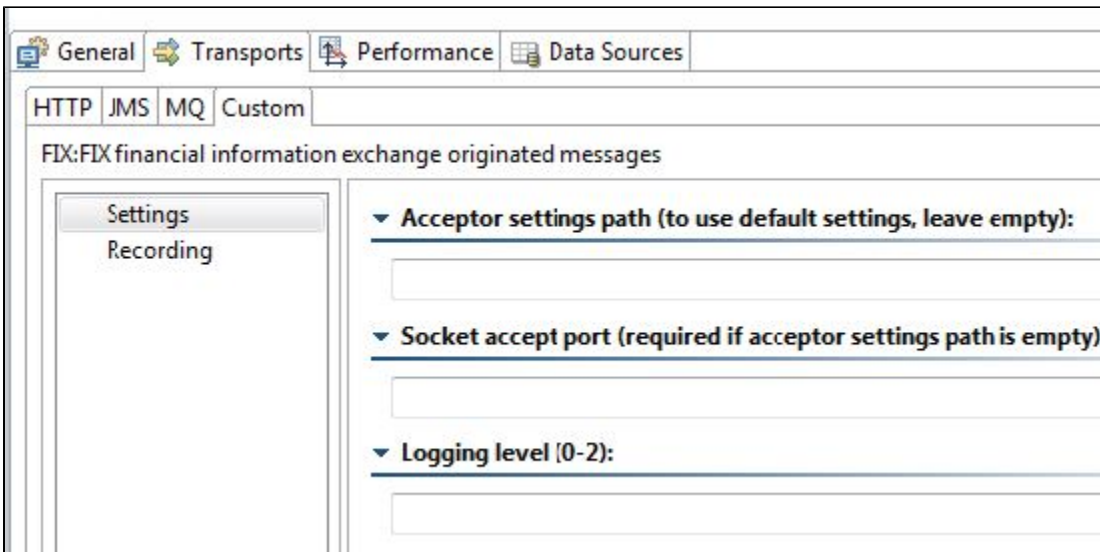 General Transports Performance Data Sources
HTTP JMS MQ Custom
FIX:FIX financial information exchange originated messages
Settings
Recording
Acceptor settings path (to use default settings, leave empty):
Socket accept port (required if acceptor settings path is empty)
Logging level (0-2):